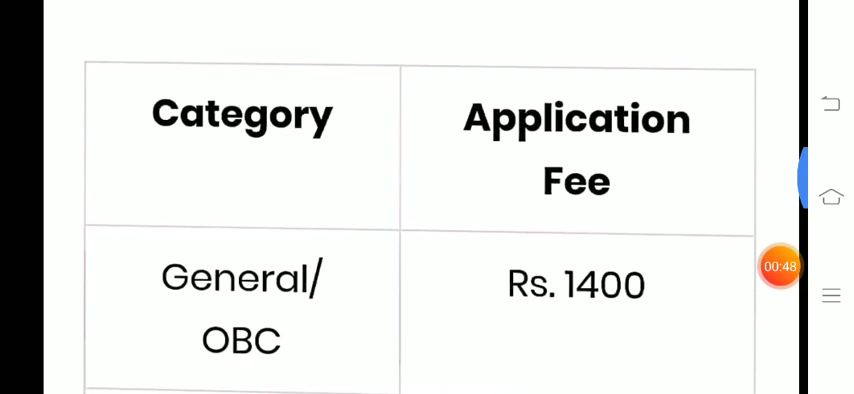 Category
Application
Fee
General/
OBC
Rs. 1400
00:48